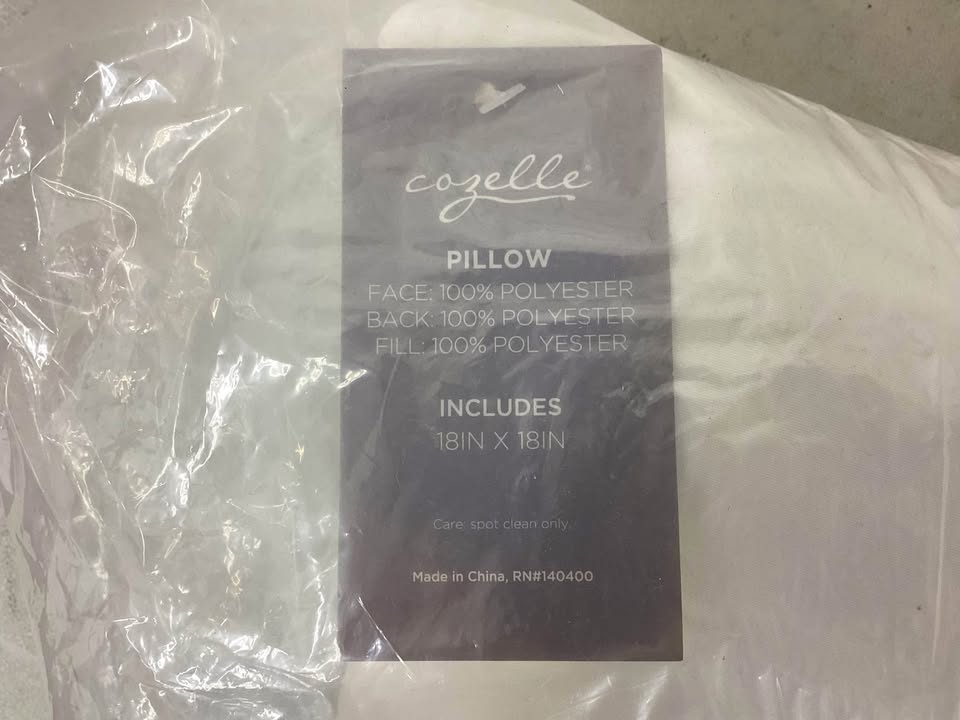 cozelle®
PILLOW
FACE: 100% POLYESTER
BACK: 100% POLYESTER
FILL: 100% POLYESTER
INCLUDES
18IN X 18IN
Care: spot clean only.
Made in China, RN#140400